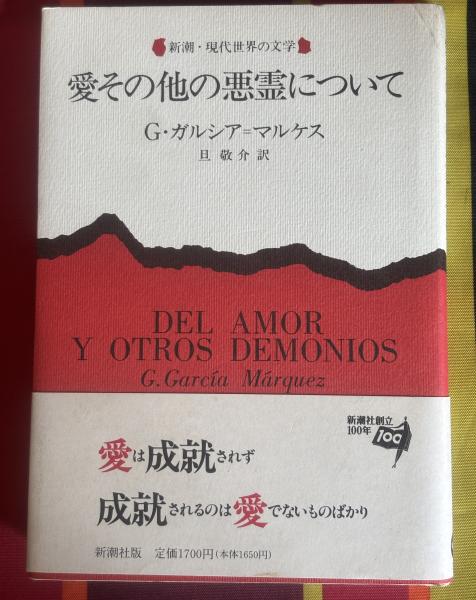 新潮・現代世界の文学
愛その他の悪霊について
G・ガルシア=マルケス
旦 敬介 訳
DEL AMOR
Y OTROS DEMONIOS
G. García Márquez
新潮社創立
100年
100
愛は成就されず
成就されるのは愛でないものばかり
新潮社版 定価1700円(本体1650円)